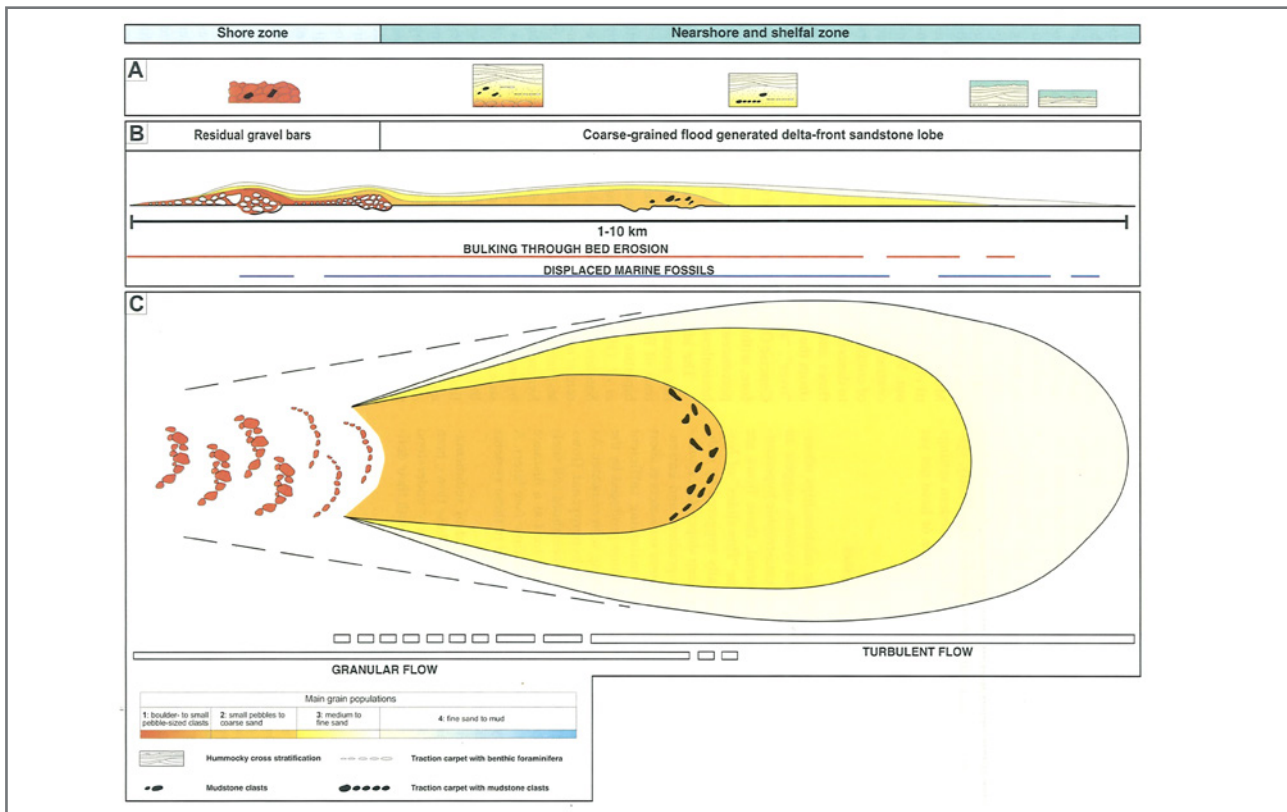 Shore zone
Nearshore and shelfal zone
A
B
Residual gravel bars
Coarse-grained flood generated delta-front sandstone lobe
1-10 km
BULKING THROUGH BED EROSION
DISPLACED MARINE FOSSILS
C
GRANULAR FLOW
TURBULENT FLOW
Main grain populations
1: boulder- to small
pebble-sized clasts
2: small pebbles to
coarse sand
3: medium to
fine sand
4: fine sand to mud
Hummocky cross stratification
Traction carpet with benthic foraminifera
Mudstone clasts
Traction carpet with mudstone clasts